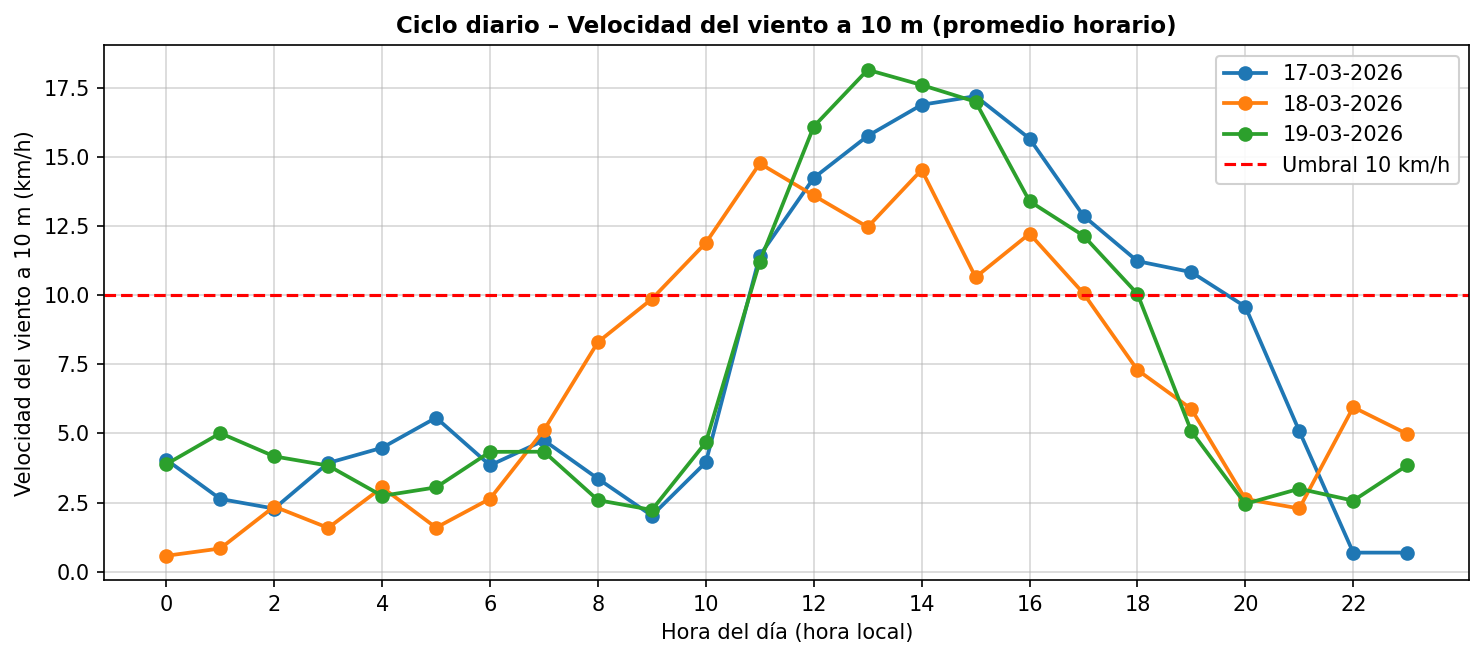 Ciclo diario – Velocidad del viento a 10 m (promedio horario)
Velocidad del viento a 10 m (km/h)
17.5
15.0
12.5
10.0
7.5
5.0
2.5
0.0
17-03-2026
18-03-2026
19-03-2026
Umbral 10 km/h
0 2 4 6 8 10 12 14 16 18 20 22
Hora del día (hora local)